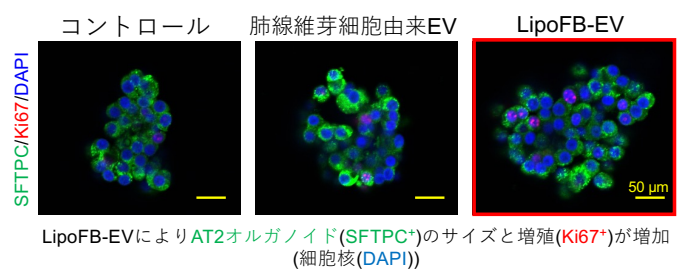 コントロール
肺線維芽細胞由来EV
LipoFB-EV
SFTPC/Ki67/DAPI
50 μm
LipoFB-EVによりAT2オルガノイド(SFTPC⁺)のサイズと増殖(Ki67⁺)が増加
(細胞核(DAPI))